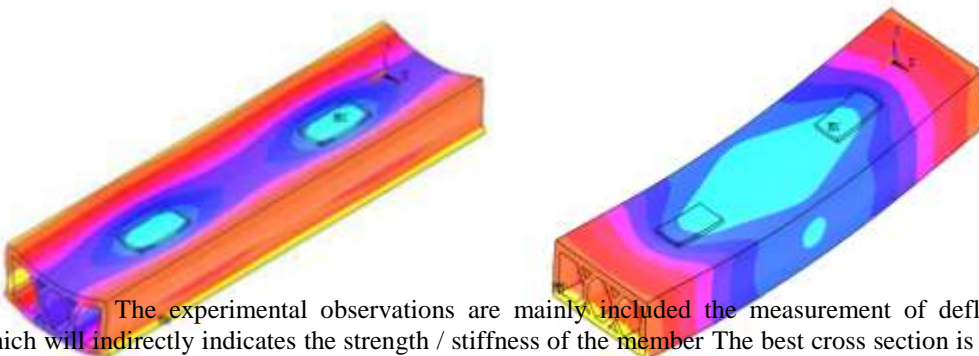 The experimental observations are mainly included the measurement of defl
hich will indirectly indicates the strength / stiffness of the member The best cross section is